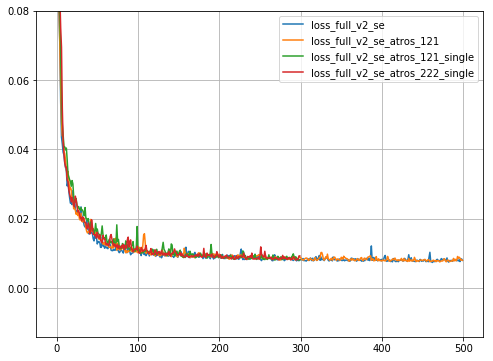 0.08
0.06
0.04
0.02
0.00
0
100
200
300
400
500
loss_full_v2_se
loss_full_v2_se_atros_121
loss_full_v2_se_atros_121_single
loss_full_v2_se_atros_222_single